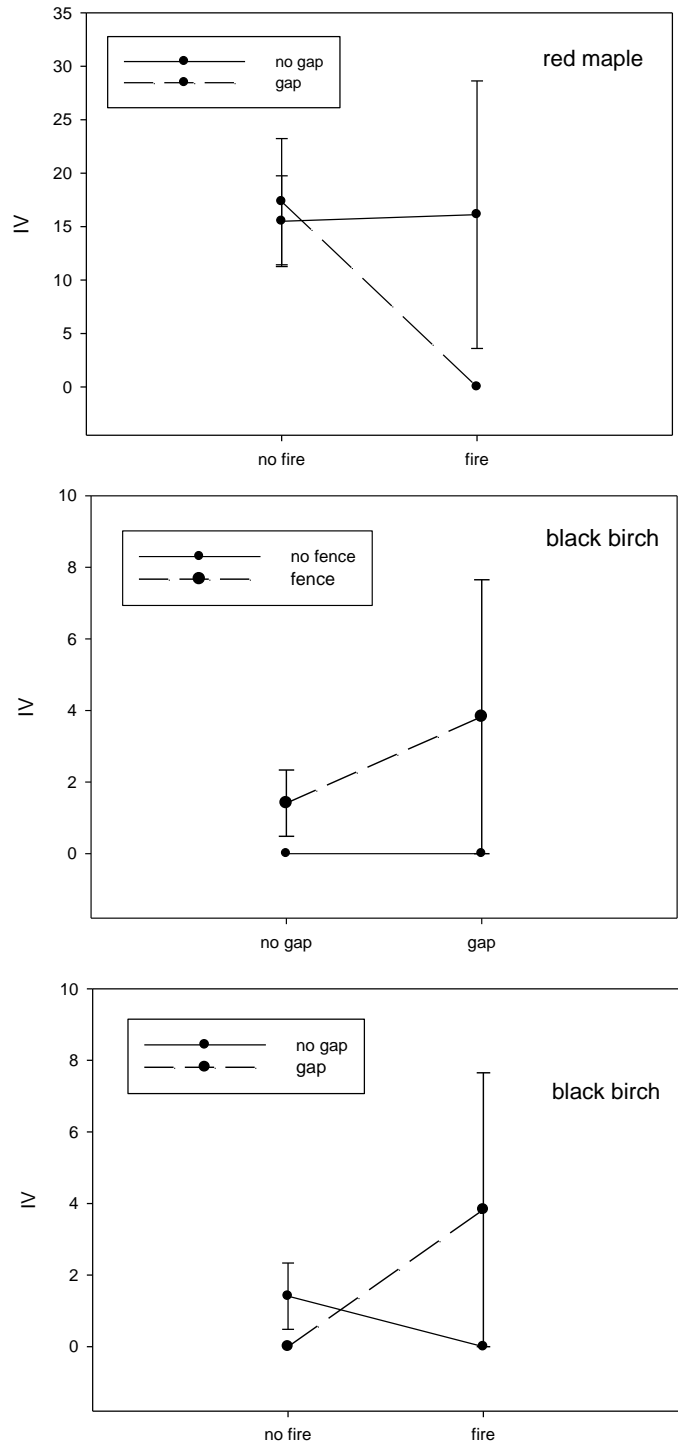 35
red maple
no gap
gap
30
25
20
15
10
5
0
IV
no fire
fire
10
black birch
no fence
fence
8
6
4
2
0
IV
no gap
gap
10
no gap
gap
black birch
8
6
4
2
0
IV
no fire
fire